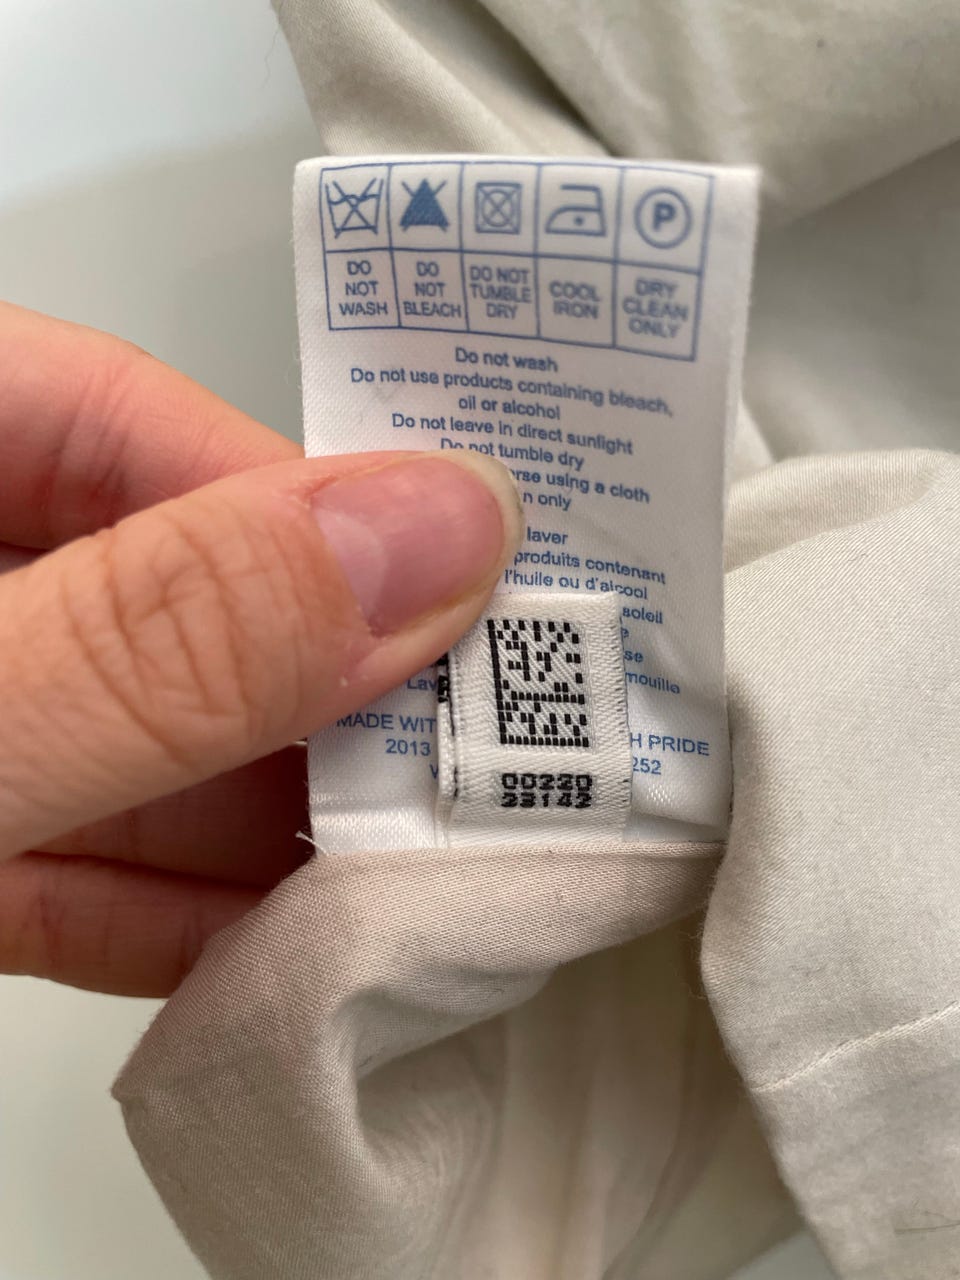 P
DO NOT WASH
DO NOT BLEACH
DO NOT TUMBLE DRY
COOL IRON
DRY CLEAN ONLY
Do not wash
Do not use products containing bleach,
oil or alcohol
Do not leave in direct sunlight
Do not tumble dry
using a cloth
only
laver
produits contenant
l'huile ou d'alcool
soleil
mouille
MADE WIT H PRIDE
2013 252
00220
23142